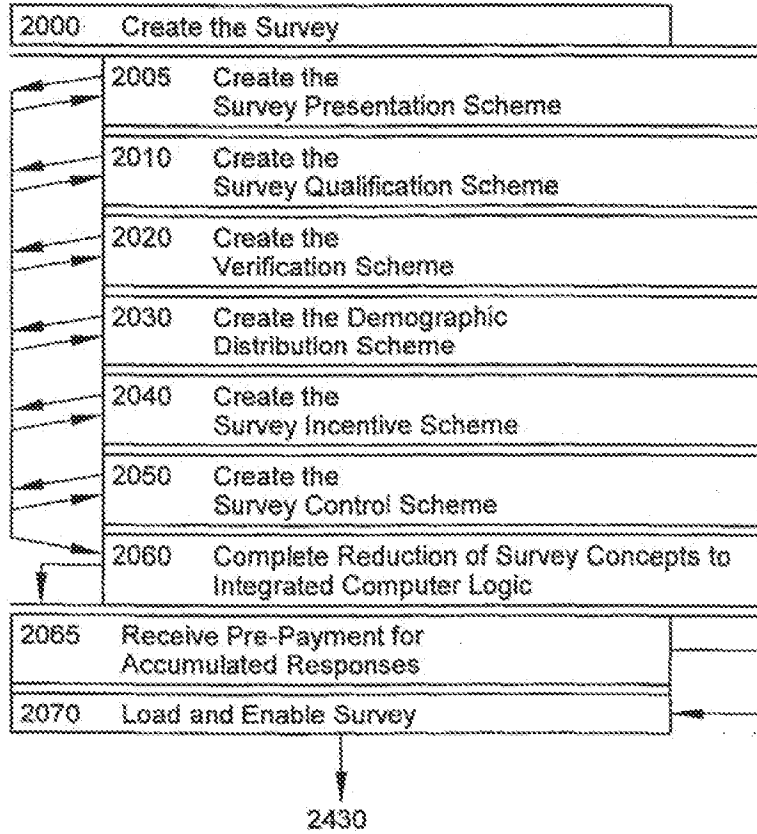 2000 Create the Survey
2005 Create the
Survey Presentation Scheme
2010 Create the
Survey Qualification Scheme
2020 Create the
Verification Scheme
2030 Create the Demographic
Distribution Scheme
2040 Create the
Survey Incentive Scheme
2050 Create the
Survey Control Scheme
2060 Complete Reduction of Survey Concepts to
Integrated Computer Logic
2065 Receive Pre-Payment for
Accumulated Responses
2070 Load and Enable Survey
2430